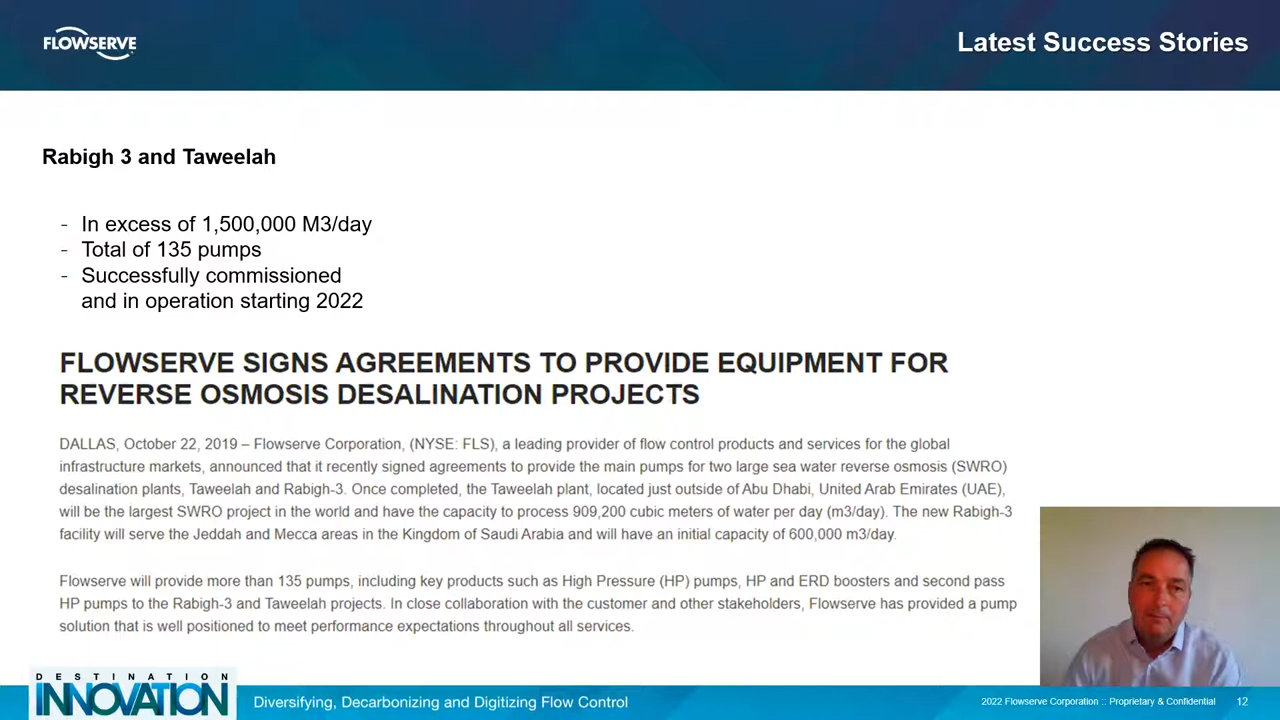 FLOWSERVE
Latest Success Stories
Rabigh 3 and Taweelah
- In excess of 1,500,000 M3/day
- Total of 135 pumps
- Successfully commissioned
and in operation starting 2022
FLOWSERVE SIGNS AGREEMENTS TO PROVIDE EQUIPMENT FOR
REVERSE OSMOSIS DESALINATION PROJECTS
DALLAS, October 22, 2019 – Flowserve Corporation, (NYSE: FLS), a leading provider of flow control products and services for the global
infrastructure markets, announced that it recently signed agreements to provide the main pumps for two large sea water reverse osmosis (SWRO)
desalination plants, Taweelah and Rabigh-3. Once completed, the Taweelah plant, located just outside of Abu Dhabi, United Arab Emirates (UAE),
will be the largest SWRO project in the world and have the capacity to process 909,200 cubic meters of water per day (m3/day). The new Rabigh-3
facility will serve the Jeddah and Mecca areas in the Kingdom of Saudi Arabia and will have an initial capacity of 600,000 m3/day.
Flowserve will provide more than 135 pumps, including key products such as High Pressure (HP) pumps, HP and ERD boosters and second pass
HP pumps to the Rabigh-3 and Taweelah projects. In close collaboration with the customer and other stakeholders, Flowserve has provided a pump
solution that is well positioned to meet performance expectations throughout all services.
DESTINATION
INNOVATION
Diversifying, Decarbonizing and Digitizing Flow Control
2022 Flowserve Corporation :: Proprietary & Confidential 12